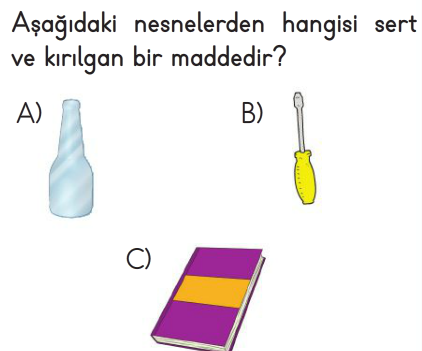 Aşağıdaki nesnelerden hangisi sert
ve kırılgan bir maddedir?
A)
B)
C)